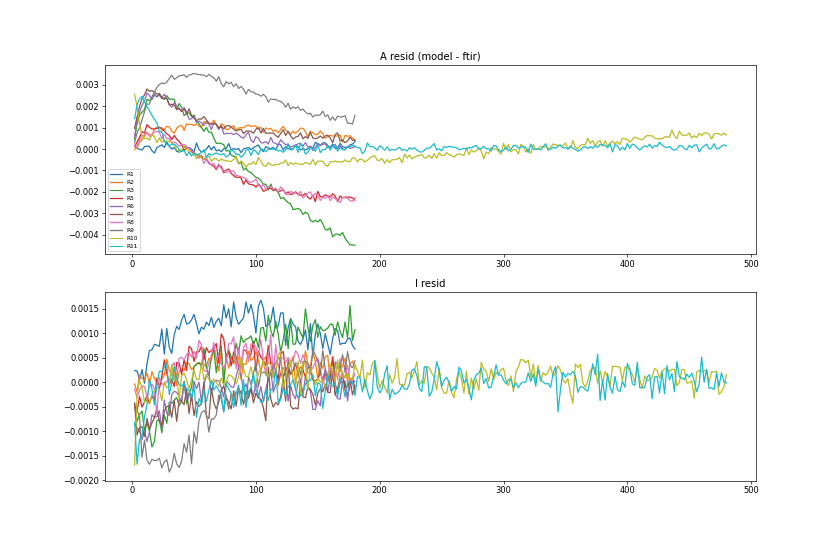 A resid (model - ftir)
0.003
0.002
0.001
0.000
−0.001
−0.002
−0.003
−0.004
R1
R2
R3
R5
R6
R7
R8
R9
R10
R11
0 100 200 300 400 500
I resid
0.0015
0.0010
0.0005
0.0000
−0.0005
−0.0010
−0.0015
−0.0020
0 100 200 300 400 500